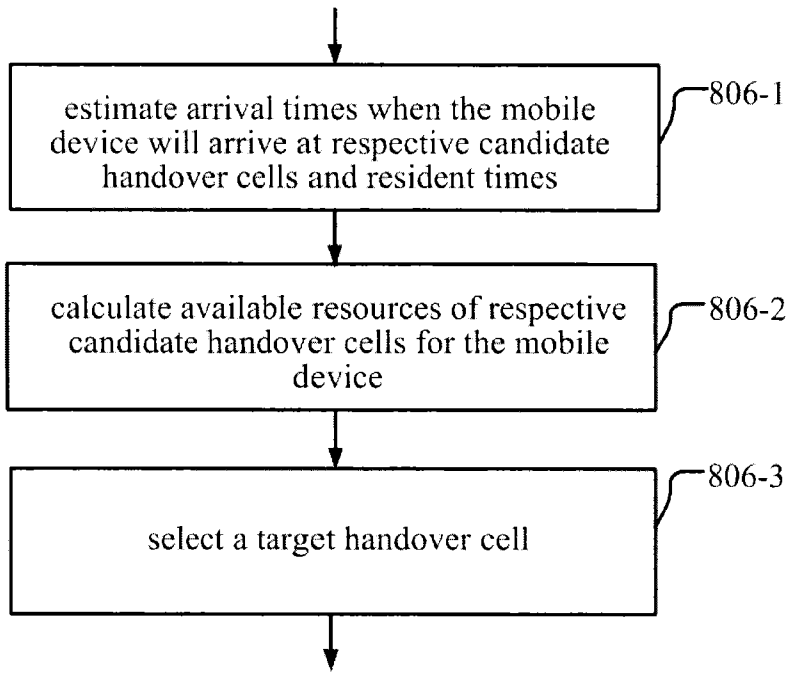 estimate arrival times when the mobile
device will arrive at respective candidate
handover cells and resident times
806-1
calculate available resources of respective
candidate handover cells for the mobile
device
806-2
select a target handover cell
806-3